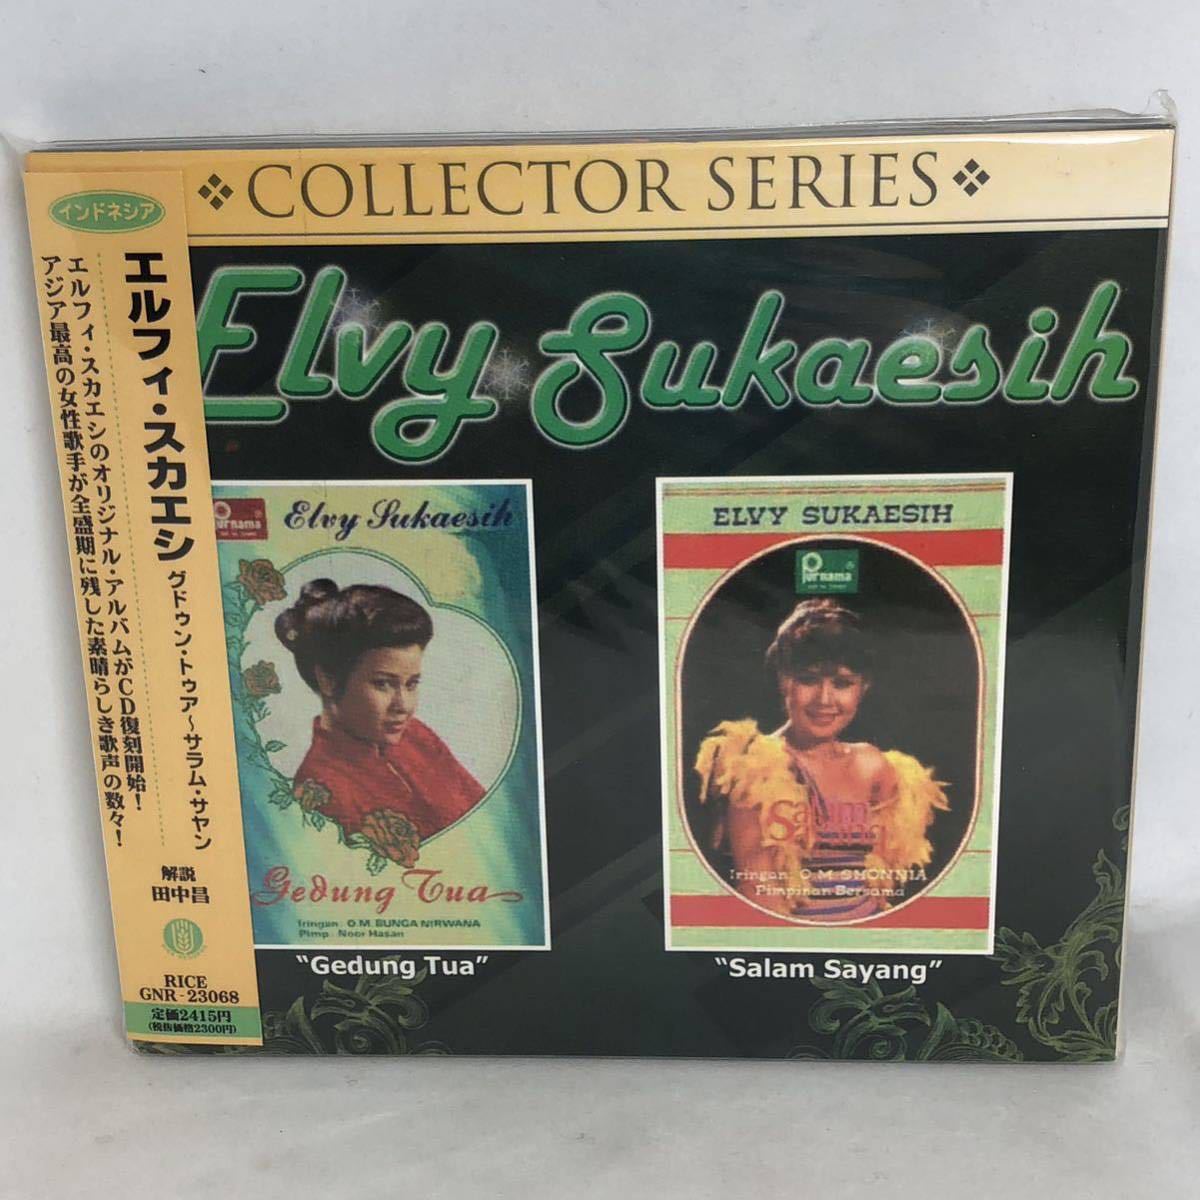 COLLECTOR SERIES
Elvy Sukaesih
インドネシア
エルフィ・スカエシ
グドゥン・トゥア〜サラム・サヤン
エルフィ・スカエシのオリジナル・アルバムがCD復刻開始!
アジア最高の女性歌手が全盛期に残した素晴らしき歌声の数々!
解説
田中昌
RICE
GNR-23068
定価2415円
(税抜価格2300円)
Purnama
Elvy Sukaesih
Gedung Tua
Iringan: O.M. BUNGA NIRWANA
Pimp: Noor Hasan
"Gedung Tua"
ELVY SUKAESIH
Purnama
Salam
Iringan: O.M. SHONNIA
Pimpinan Bersama
"Salam Sayang"